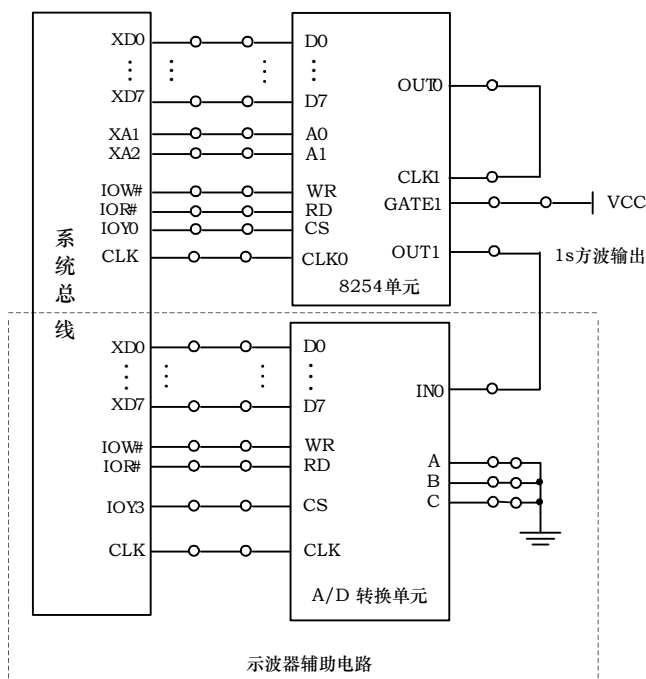 系统总线
XD0
XD7
XA1
XA2
IOW#
IOR#
IOY0
CLK
D0
D7
A0
A1
WR
RD
CS
CLK0
8254单元
OUT0
CLK1
GATE1
OUT1
VCC
1s方波输出
XD0
XD7
IOW#
IOR#
IOY3
CLK
D0
D7
WR
RD
CS
CLK
A/D 转换单元
IN0
A
B
C
示波器辅助电路